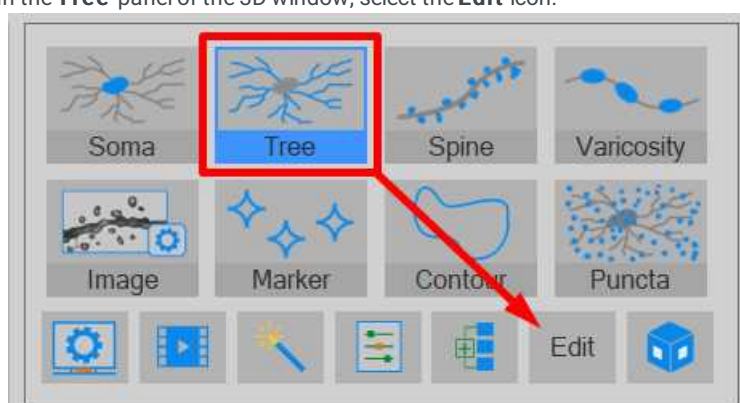 the Tree panel of the 3D window, select the Edit icon.
Soma Tree Spine Varicosity
Image Marker Contour Puncta
Edit